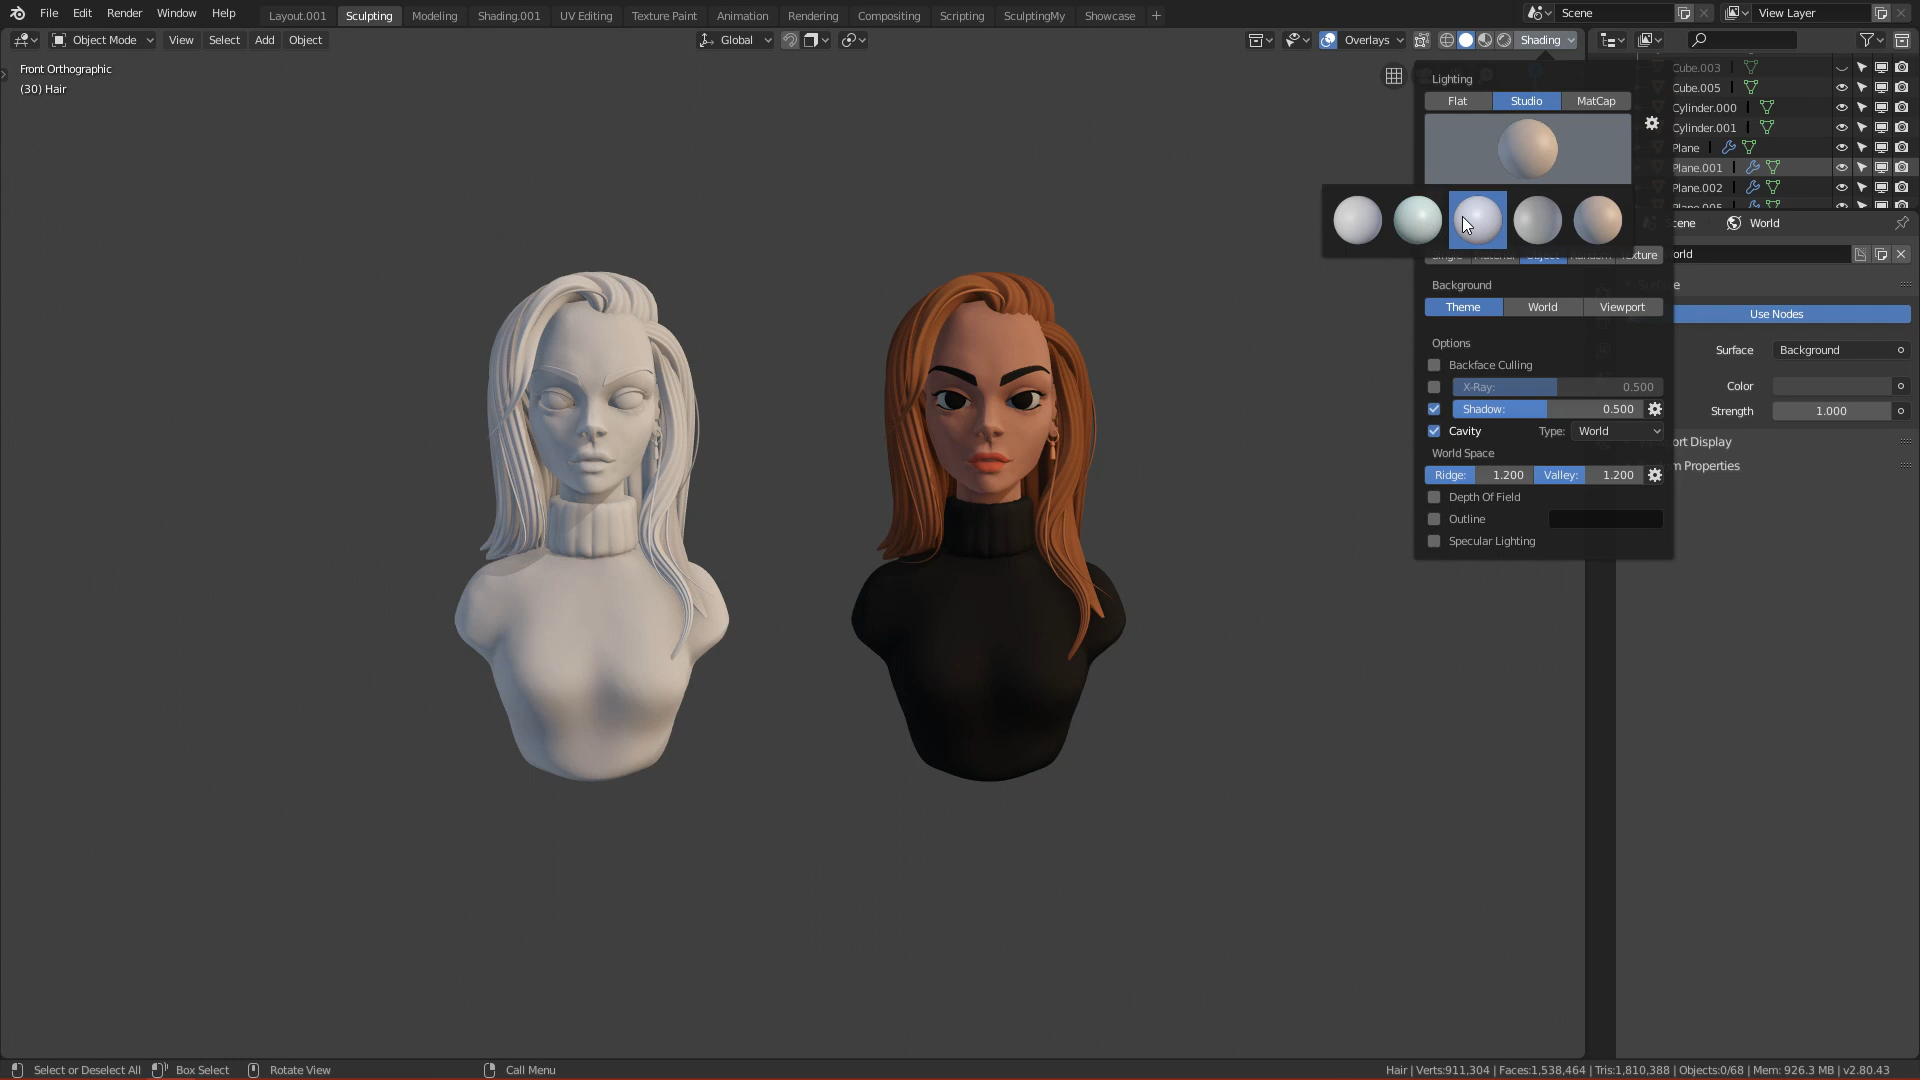 File Edit Render Window Help Layout.001 Sculpting Modeling Shading.001 UV Editing Texture Paint Animation Rendering Compositing Scripting SculptingMy Showcase + Scene View Layer
Object Mode View Select Add Object Global Overlays Shading
Front Orthographic
(30) Hair
Lighting
Flat Studio MatCap
Background
Theme World Viewport
Options
Backface Culling
X-Ray: 0.500
Shadow: 0.500
Cavity Type: World
World Space
Ridge: 1.200 Valley: 1.200
Depth Of Field
Outline
Specular Lighting
Cube.003
Cube.005
Cylinder.000
Cylinder.001
Plane
Plane.001
Plane.002
cene World
orld
Use Nodes
Surface Background
Color
Strength 1.000
ort Display
m Properties
Select or Deselect All Box Select Rotate View Call Menu Hair | Verts:911,304 | Faces:1,538,464 | Tris:1,810,388 | Objects:0/68 | Mem: 926.3 MB | v2.80.43